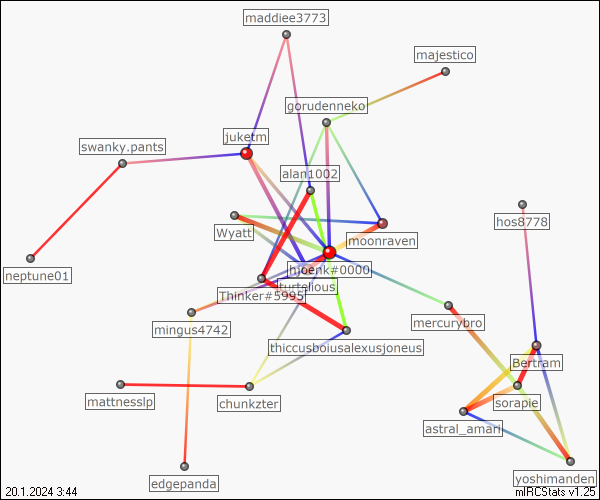 maddiee3773
majestico
gorudenneko
juketm
swanky.pants
alan1002
hos8778
Wyatt
moonraven
hjoenk#0000
neptune01
turtelious
Thinker#5995
mingus4742
mercurybro
thiccusboiusalexusjoneus
Bertram
mattnesslp
chunkzter
sorapie
astral_amari
edgepanda
yoshimanden
20.1.2024 3:44
mIRCStats v1.25